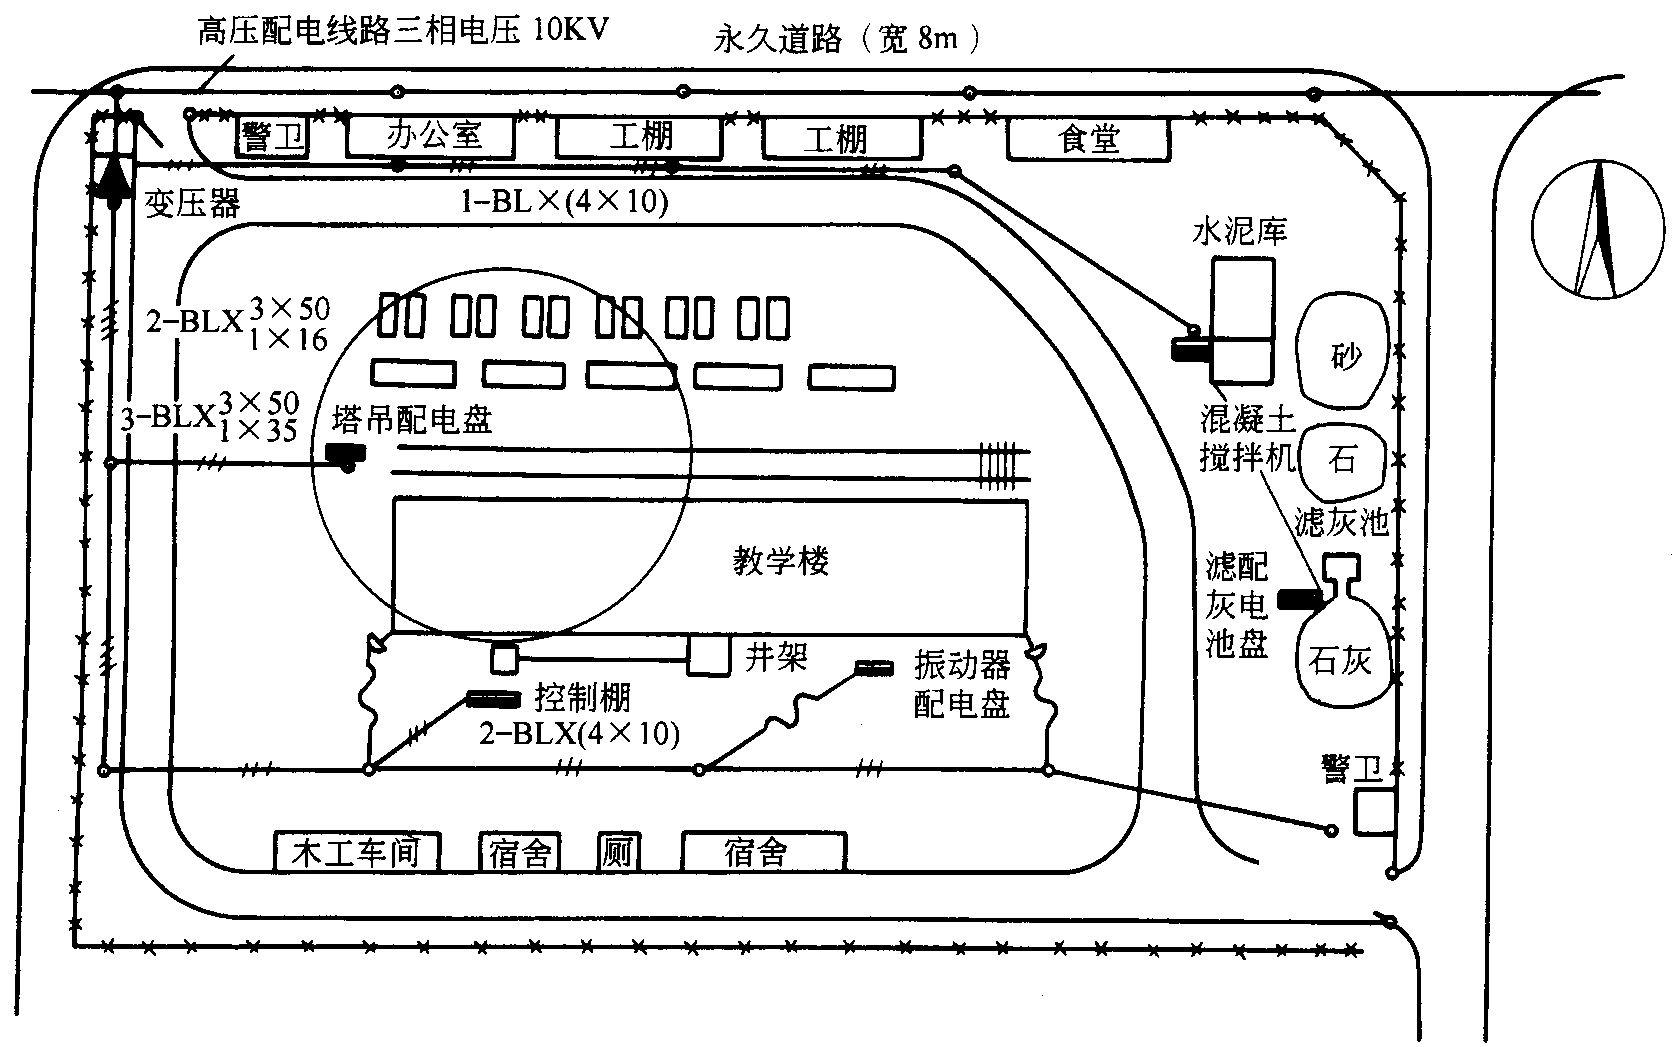 高压配电线路三相电压 10KV
永久道路（宽 8m）
警卫
办公室
工棚
工棚
食堂
变压器
1-BL×(4×10)
水泥库
2-BLX 3×50
1×16
砂
3-BLX 3×50
1×35
塔吊配电盘
混凝土
搅拌机
石
滤灰池
教学楼
滤配
灰电
池盘
石灰
井架
振动器
配电盘
控制棚
2-BLX(4×10)
警卫
木工车间
宿舍
厕
宿舍